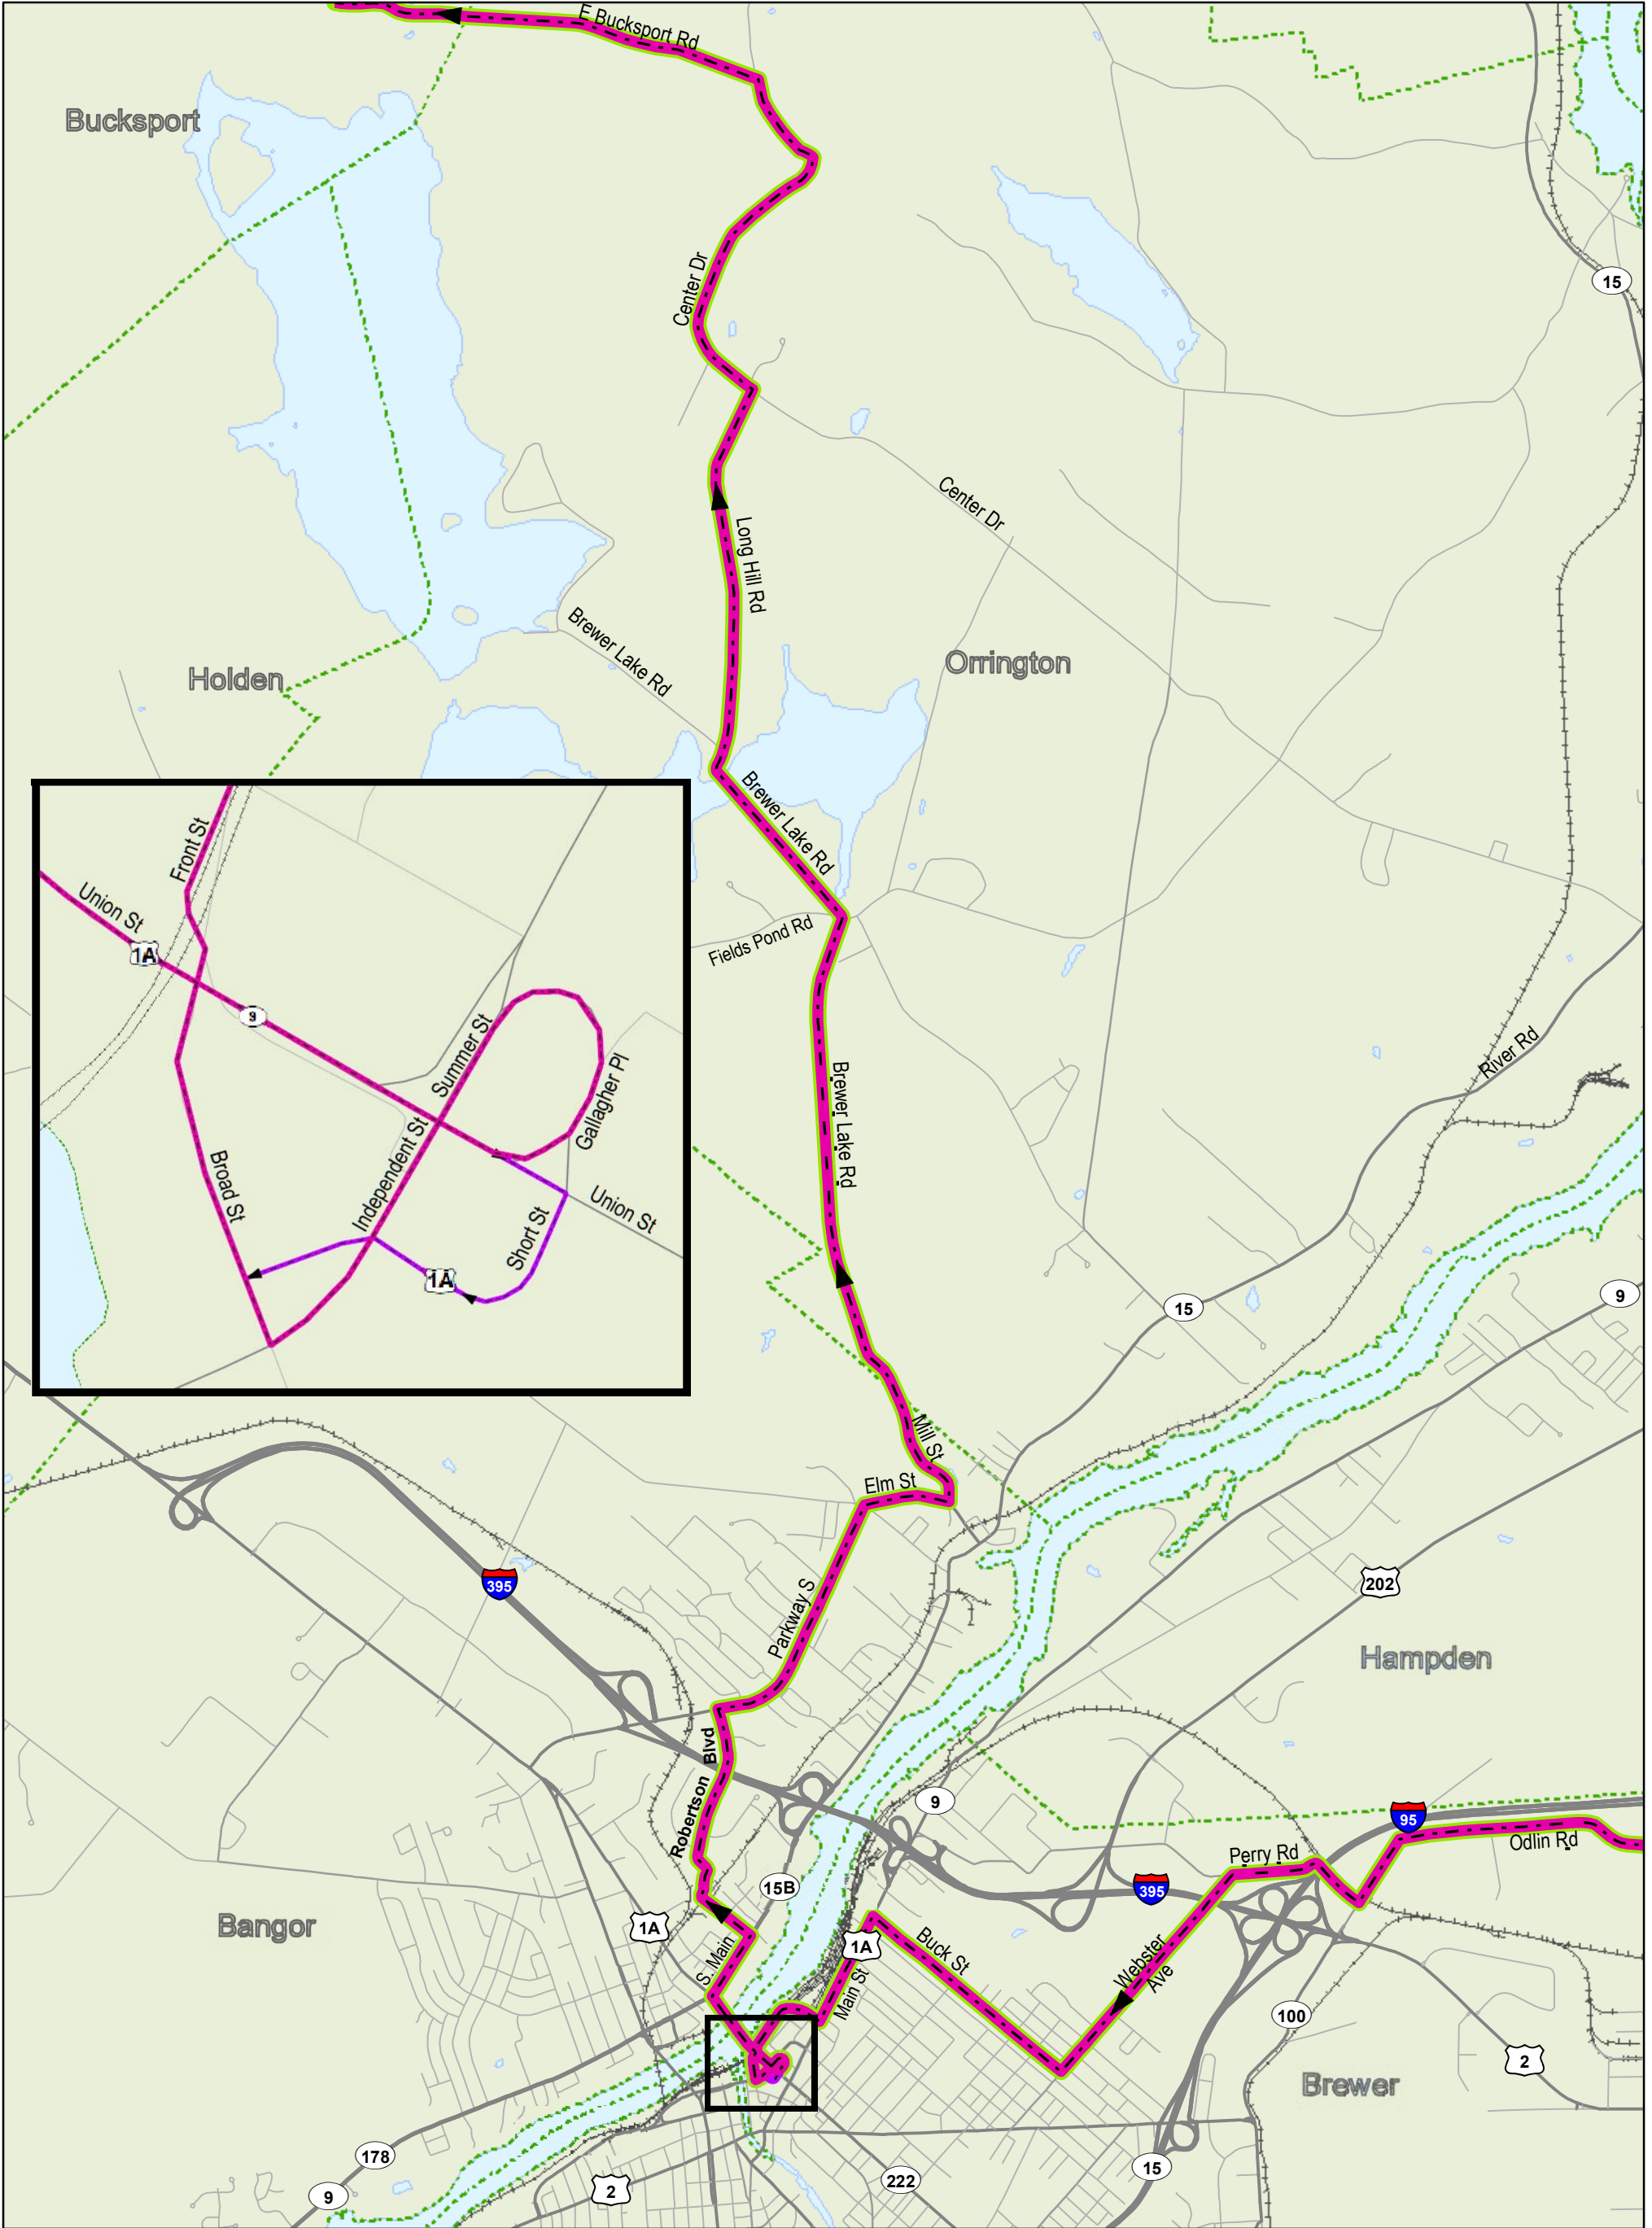 E Bucksport Rd
Bucksport
Center Dr
15
Center Dr
Long Hill Rd
Brewer Lake Rd
Holden
Orrington
Brewer Lake Rd
Fields Pond Rd
Front St
Union St
1A
9
Summer St
Gallagher Pl
Independent St
Broad St
Short St
Union St
1A
Brewer Lake Rd
River Rd
15
9
Mill St
Elm St
395
202
Parkway S
Hampden
Robertson Blvd
9
95
Odlin Rd
Perry Rd
15B
395
Bangor
1A
1A
Buck St
S. Main
Main St
Webster
Ave
100
2
Brewer
178
9
2
222
15